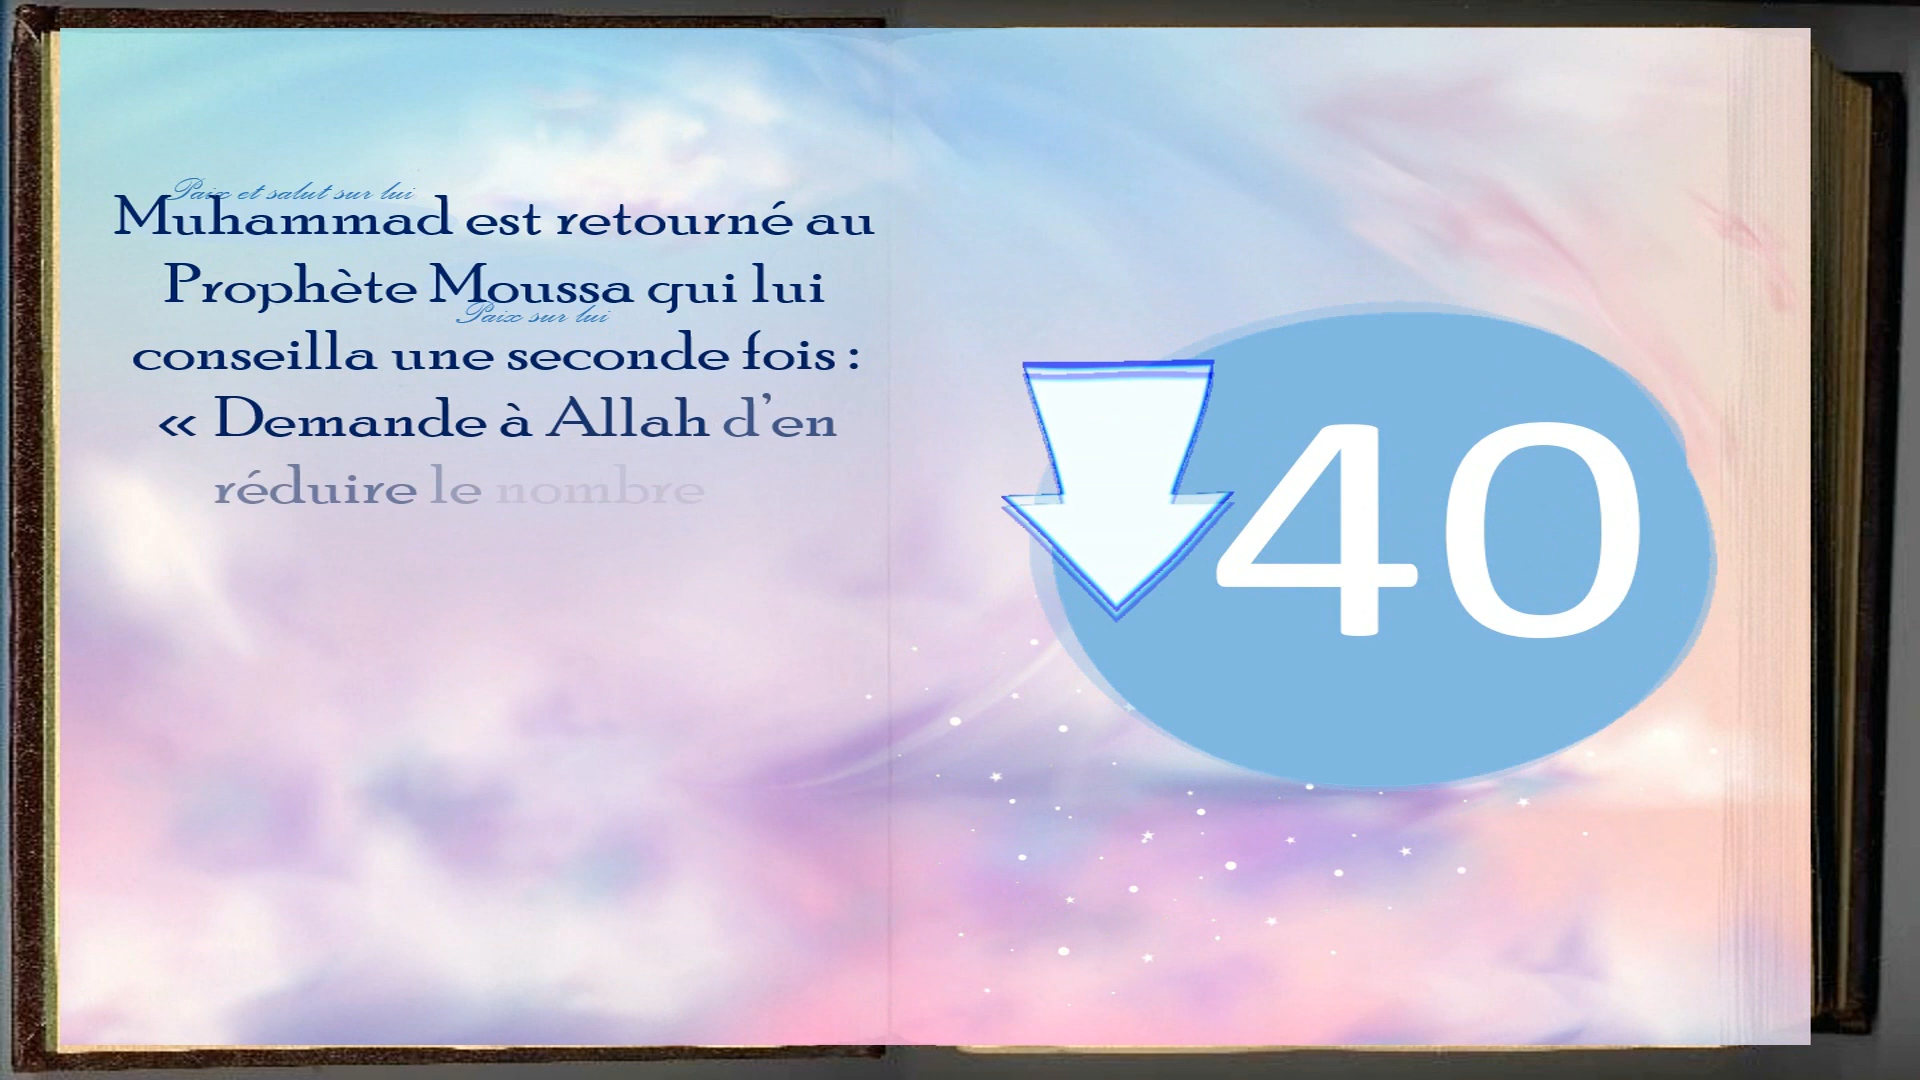 Paix et salut sur lui
Muhammad est retourné au
Prophète Moussa qui lui
Paix sur lui
conseilla une seconde fois :
« Demande à Allah d’en
réduire le nombre
40